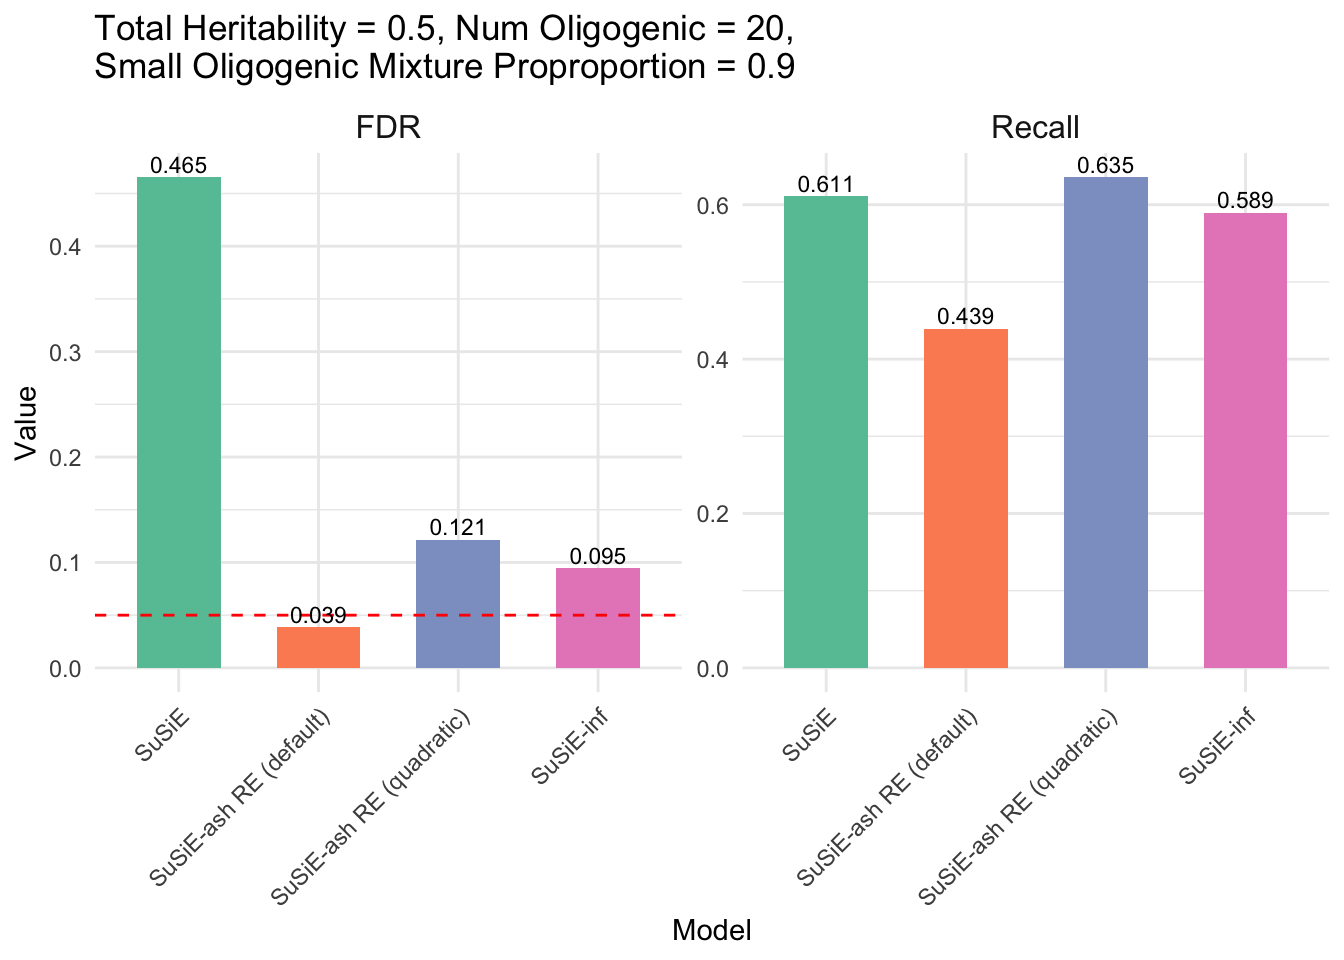 Total Heritability = 0.5, Num Oligogenic = 20,
Small Oligogenic Mixture Proproportion = 0.9
FDR
Recall
Value
0.4
0.3
0.2
0.1
0.0
0.465
0.039
0.121
0.095
0.6
0.4
0.2
0.0
0.611
0.439
0.635
0.589
SuSiE
SuSiE-ash RE (default)
SuSiE-ash RE (quadratic)
SuSiE-inf
SuSiE
SuSiE-ash RE (default)
SuSiE-ash RE (quadratic)
SuSiE-inf
Model